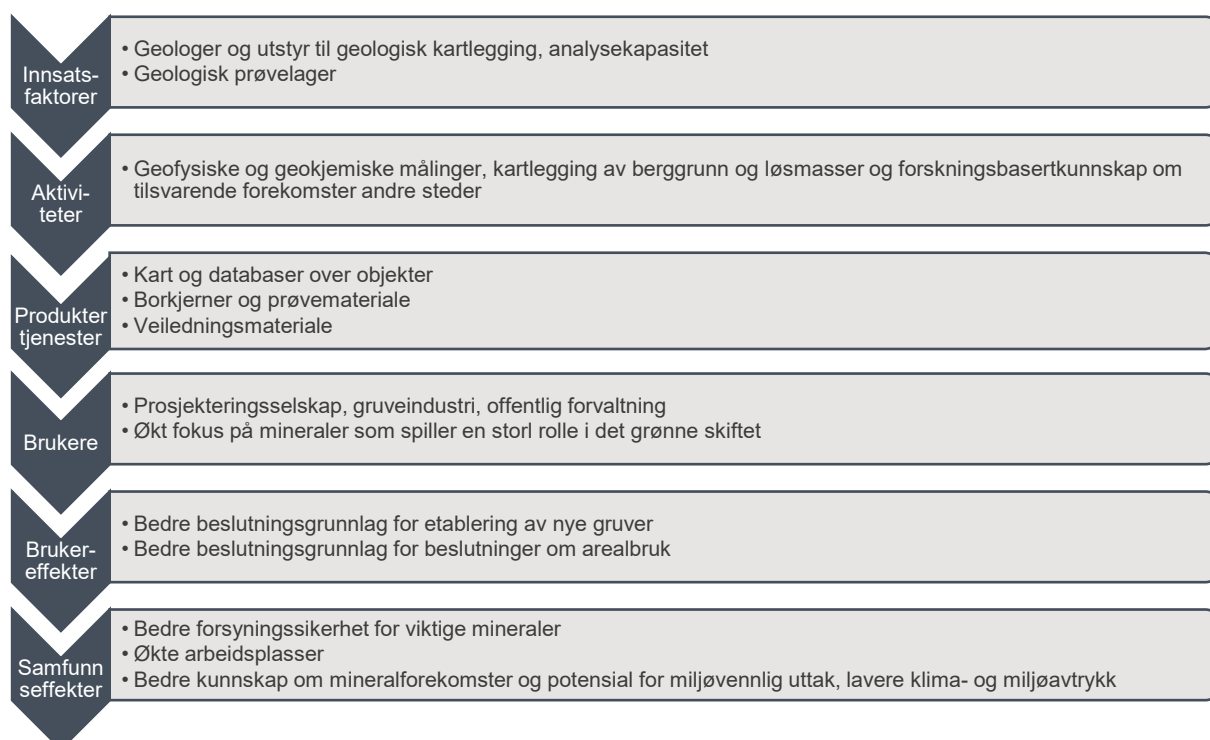 Innsats-
faktorer
• Geologer og utstyr til geologisk kartlegging, analysekapasitet
• Geologisk prøvelager
Aktivi-
teter
• Geofysiske og geokjemiske målinger, kartlegging av berggrunn og løsmasser og forskningsbasertkunnskap om
tilsvarende forekomster andre steder
Produkter
tjenester
• Kart og databaser over objekter
• Borkjerner og prøvemateriale
• Veiledningsmateriale
Brukere
• Prosjekteringsselskap, gruveindustri, offentlig forvaltning
• Økt fokus på mineraler som spiller en storl rolle i det grønne skiftet
Bruker-
effekter
• Bedre beslutningsgrunnlag for etablering av nye gruver
• Bedre beslutningsgrunnlag for beslutninger om arealbruk
Samfunn
seffekter
• Bedre forsyningssikerhet for viktige mineraler
• Økte arbeidsplasser
• Bedre kunnskap om mineralforekomster og potensial for miljøvennlig uttak, lavere klima- og miljøavtrykk